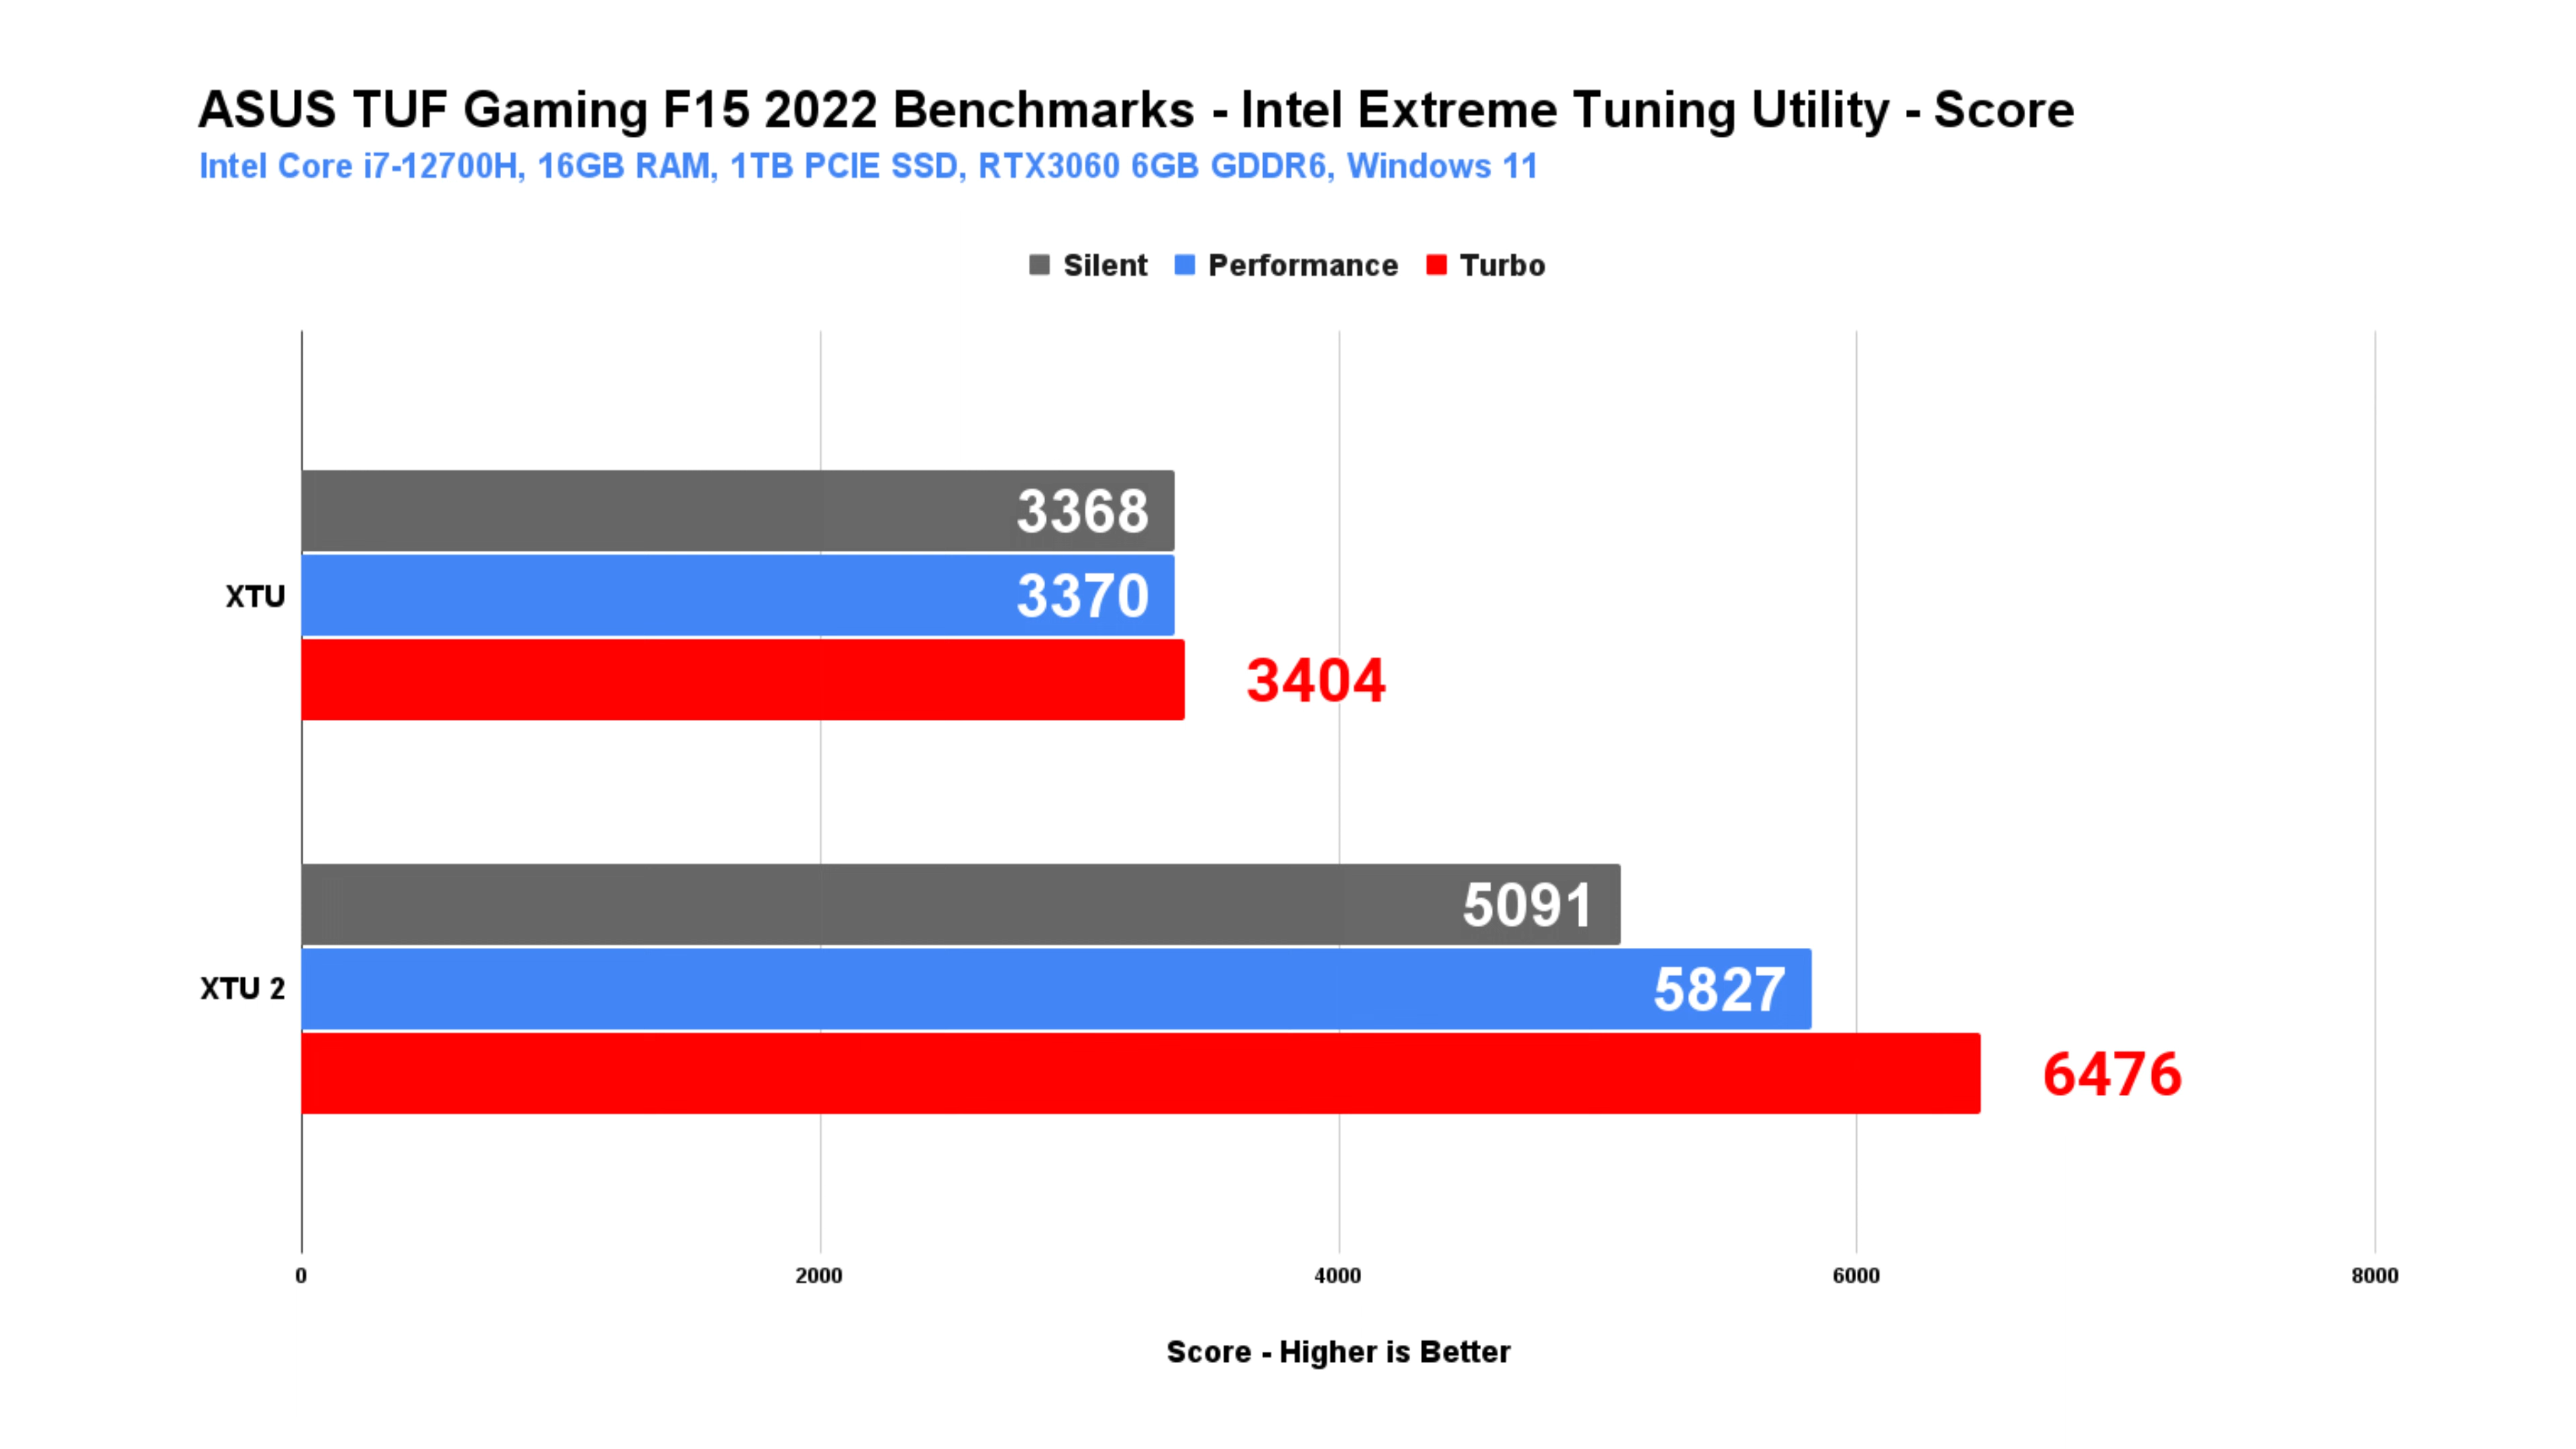 ASUS TUF Gaming F15 2022 Benchmarks - Intel Extreme Tuning Utility - Score
Intel Core i7-12700H, 16GB RAM, 1TB PCIE SSD, RTX3060 6GB GDDR6, Windows 11
Silent Performance Turbo
3368
XTU 3370
3404
5091
XTU 2 5827
6476
0 2000 4000 6000 8000
Score - Higher is Better